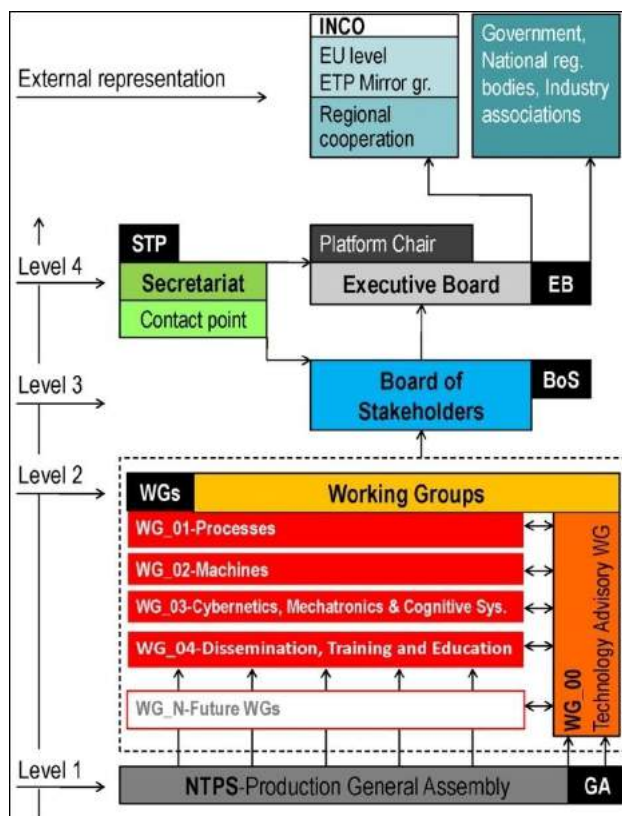 INCO
EU level
ETP Mirror gr.
Regional
cooperation
Government,
National reg.
bodies, Industry
associations
External representation
STP
Platform Chair
Level 4
Secretariat
Executive Board
EB
Contact point
Level 3
Board of
Stakeholders
BoS
Level 2
WGs
Working Groups
WG_01-Processes
WG_02-Machines
WG_03-Cybernetics, Mechatronics & Cognitive Sys.
WG_04-Dissemination, Training and Education
WG_N-Future WGs
WG_00
Technology Advisory WG
Level 1
NTPS-Production General Assembly
GA